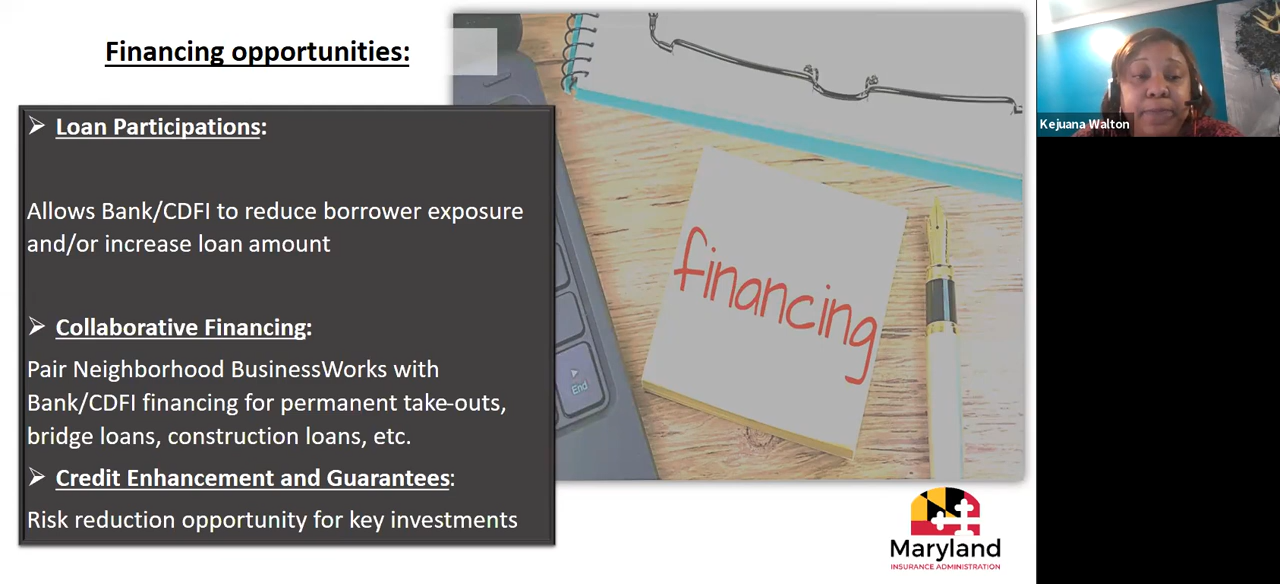 Financing opportunities:
➢ Loan Participations:
Allows Bank/CDFI to reduce borrower exposure
and/or increase loan amount
➢ Collaborative Financing:
Pair Neighborhood BusinessWorks with
Bank/CDFI financing for permanent take-outs,
bridge loans, construction loans, etc.
➢ Credit Enhancement and Guarantees:
Risk reduction opportunity for key investments
financing
End
Maryland
INSURANCE ADMINISTRATION
Kejuana Walton